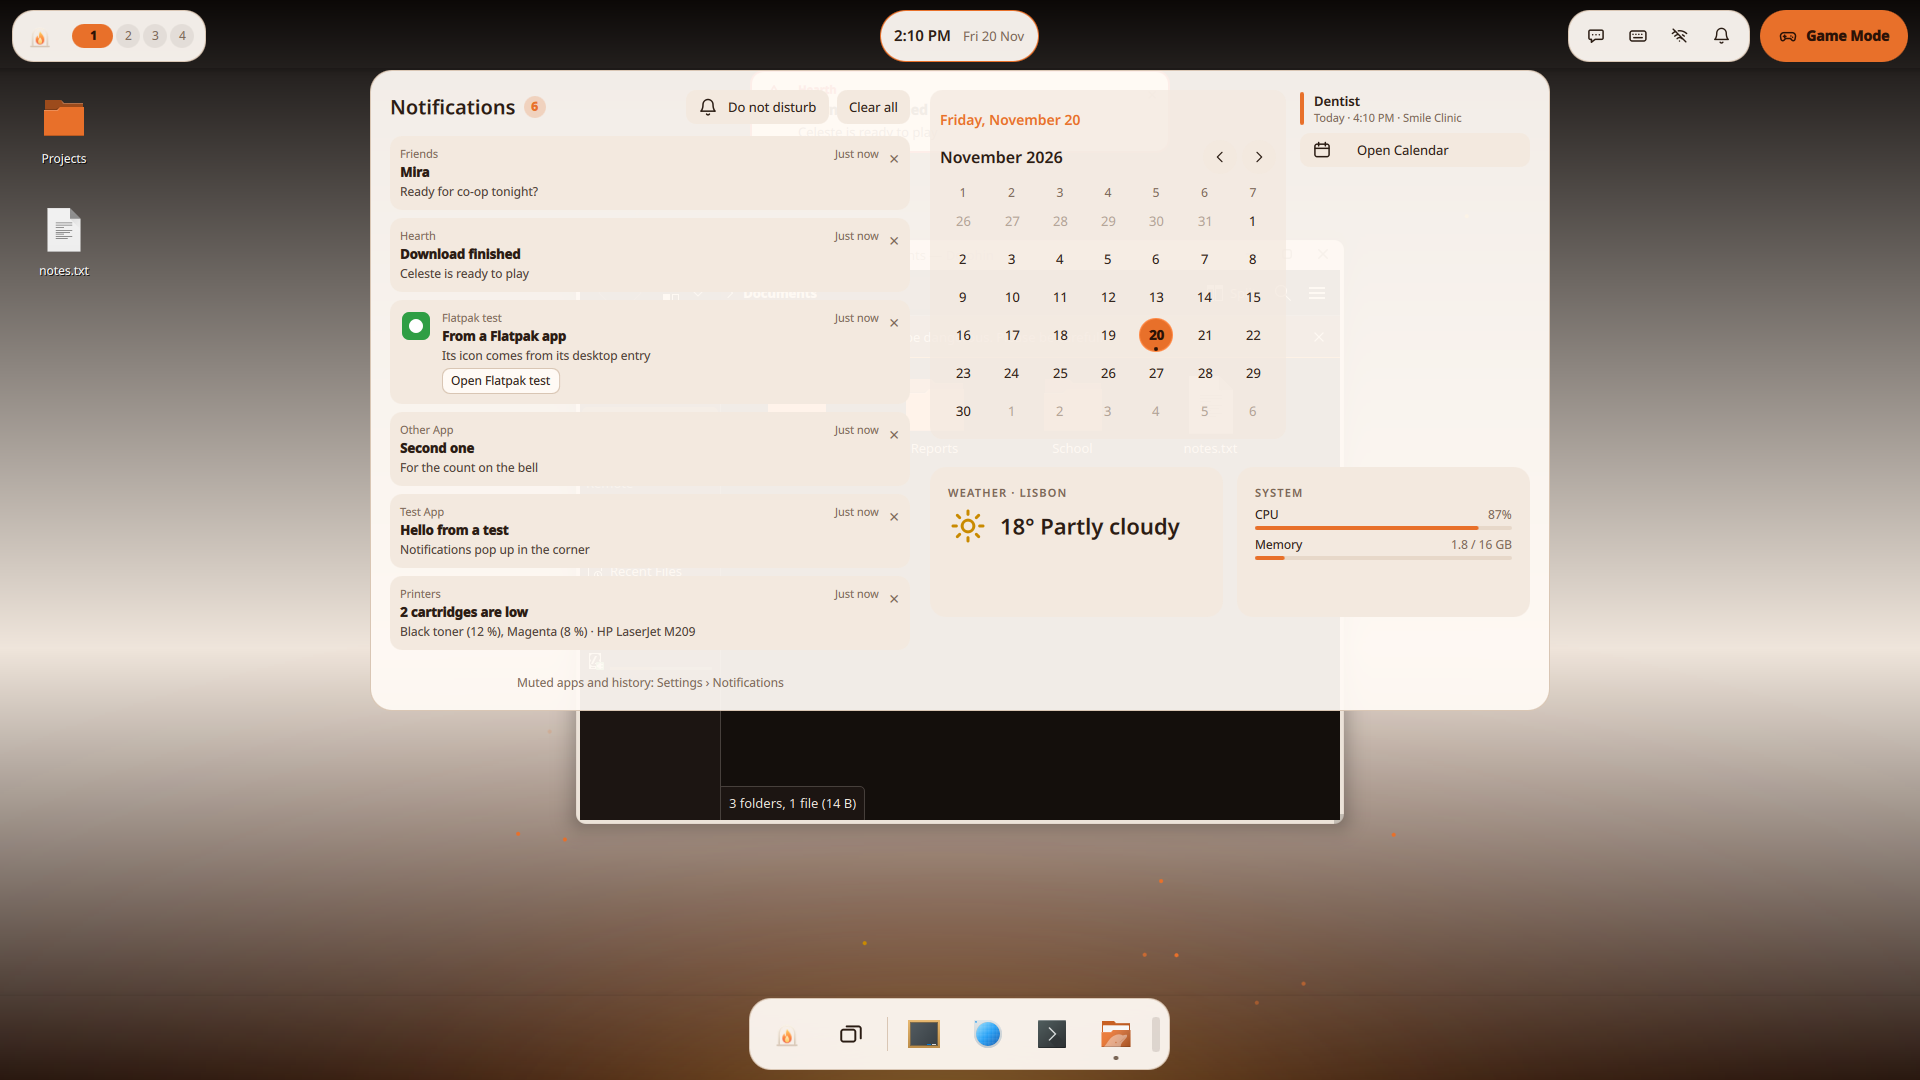 1 2 3 4
2:10 PM Fri 20 Nov
Game Mode
Projects
notes.txt
Notifications 6
Do not disturb
Clear all
Friends
Just now
Mira
Ready for co-op tonight?
Hearth
Just now
Download finished
Celeste is ready to play
Flatpak test
Just now
From a Flatpak app
Its icon comes from its desktop entry
Open Flatpak test
Other App
Just now
Second one
For the count on the bell
Test App
Just now
Hello from a test
Notifications pop up in the corner
Printers
Just now
2 cartridges are low
Black toner (12 %), Magenta (8 %) · HP LaserJet M209
Muted apps and history: Settings › Notifications
Friday, November 20
November 2026
1 2 3 4 5 6 7
26 27 28 29 30 31 1
2 3 4 5 6 7 8
9 10 11 12 13 14 15
16 17 18 19 20 21 22
23 24 25 26 27 28 29
30 1 2 3 4 5 6
Dentist
Today · 4:10 PM · Smile Clinic
Open Calendar
WEATHER · LISBON
18° Partly cloudy
SYSTEM
CPU 87%
Memory 1.8 / 16 GB
Documents
Reports
School
notes.txt
Recent Files
3 folders, 1 file (14 B)